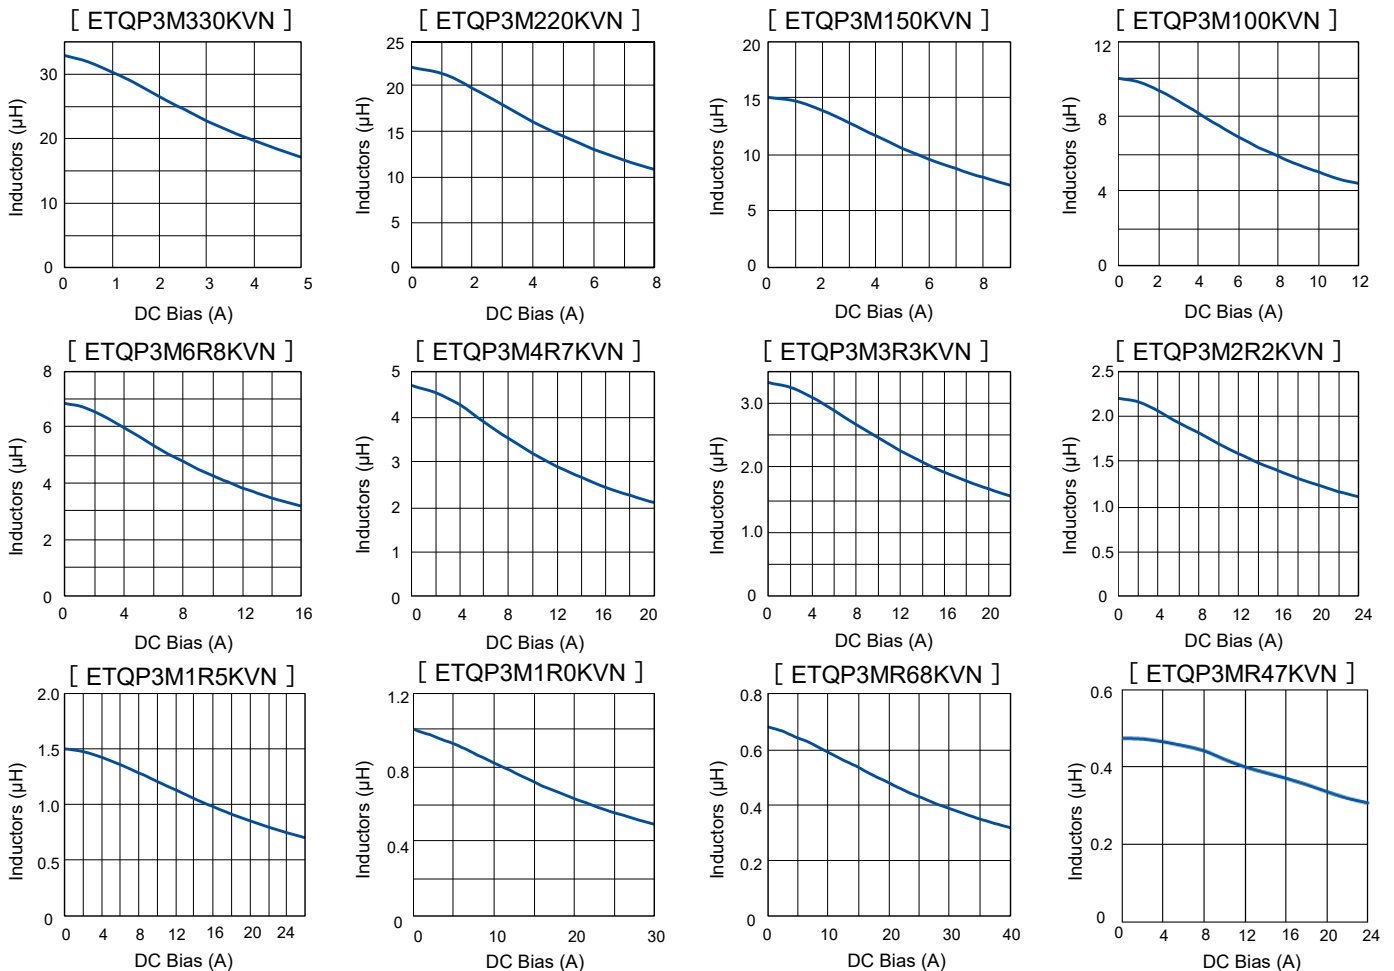 [ ETQP3M330KVN ]
Inductors (µH)
30
20
10
0
0 1 2 3 4 5
DC Bias (A)
[ ETQP3M220KVN ]
Inductors (µH)
25
20
15
10
5
0
0 2 4 6 8
DC Bias (A)
[ ETQP3M150KVN ]
Inductors (µH)
20
15
10
5
0
0 2 4 6 8
DC Bias (A)
[ ETQP3M100KVN ]
Inductors (µH)
12
8
4
0
0 2 4 6 8 10 12
DC Bias (A)
[ ETQP3M6R8KVN ]
Inductors (µH)
8
6
4
2
0
0 4 8 12 16
DC Bias (A)
[ ETQP3M4R7KVN ]
Inductors (µH)
5
4
3
2
1
0
0 4 8 12 16 20
DC Bias (A)
[ ETQP3M3R3KVN ]
Inductors (µH)
3.0
2.0
1.0
0
0 4 8 12 16 20
DC Bias (A)
[ ETQP3M2R2KVN ]
Inductors (µH)
2.5
2.0
1.5
1.0
0.5
0
0 4 8 12 16 20 24
DC Bias (A)
[ ETQP3M1R5KVN ]
Inductors (µH)
2.0
1.5
1.0
0.5
0
0 4 8 12 16 20 24
DC Bias (A)
[ ETQP3M1R0KVN ]
Inductors (µH)
1.2
0.8
0.4
0
0 10 20 30
DC Bias (A)
[ ETQP3MR68KVN ]
Inductors (µH)
0.8
0.6
0.4
0.2
0
0 10 20 30 40
DC Bias (A)
[ ETQP3MR47KVN ]
Inductors (µH)
0.6
0.4
0.2
0
0 4 8 12 16 20 24
DC Bias (A)